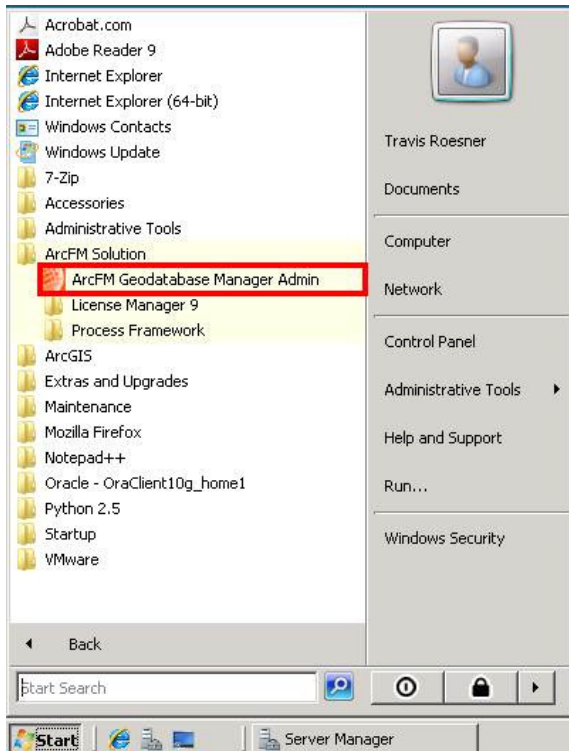 Acrobat.com
Adobe Reader 9
Internet Explorer
Internet Explorer (64-bit)
Windows Contacts
Windows Update
7-Zip
Accessories
Administrative Tools
ArcFM Solution
ArcFM Geodatabase Manager Admin
License Manager 9
Process Framework
ArcGIS
Extras and Upgrades
Maintenance
Mozilla Firefox
Notepad++
Oracle - OraClient10g_home1
Python 2.5
Startup
VMware
Back
Start Search
Travis Roesner
Documents
Computer
Network
Control Panel
Administrative Tools
Help and Support
Run...
Windows Security
Start
Server Manager